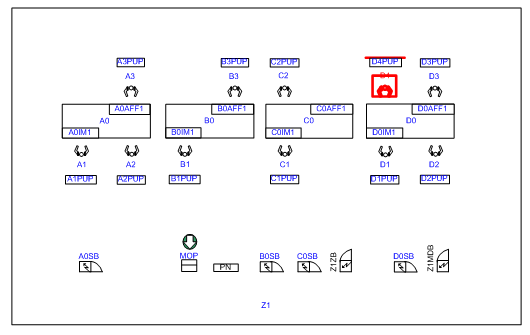 A3PUP B3PUP C2PUP D4PUP D3PUP
A3 B3 C2 D4 D3
A0AFF1 B0AFF1 C0AFF1 D0AFF1
A0 B0 C0 D0
A0IM1 B0IM1 C0IM1 D0IM1
A1 A2 B1 C1 D1 D2
A1PUP A2PUP B1PUP C1PUP D1PUP D2PUP
A0SB MOP B0SB C0SB D0SB
PN
Z1ZB
Z1MDB
Z1